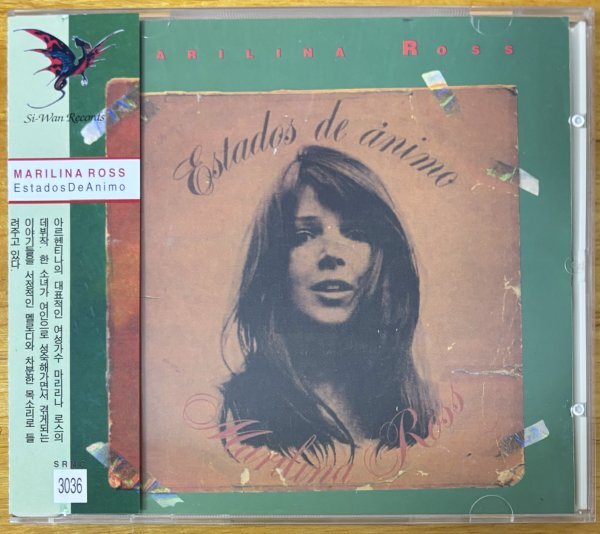 ARILINA ROSS
Si-Wan Records
MARILINA ROSS
EstadosDeAnimo
아르헨티나의 대표적인 여성가수 마리리나 로스의
데뷔작. 한 소녀가 여인으로 성숙해가면서 겪게되는
이야기들을 서정적인 멜로디와 차분한 목소리로 들
려주고 있다.
SRMC
3036
Estados de ánimo
Marilina Ross